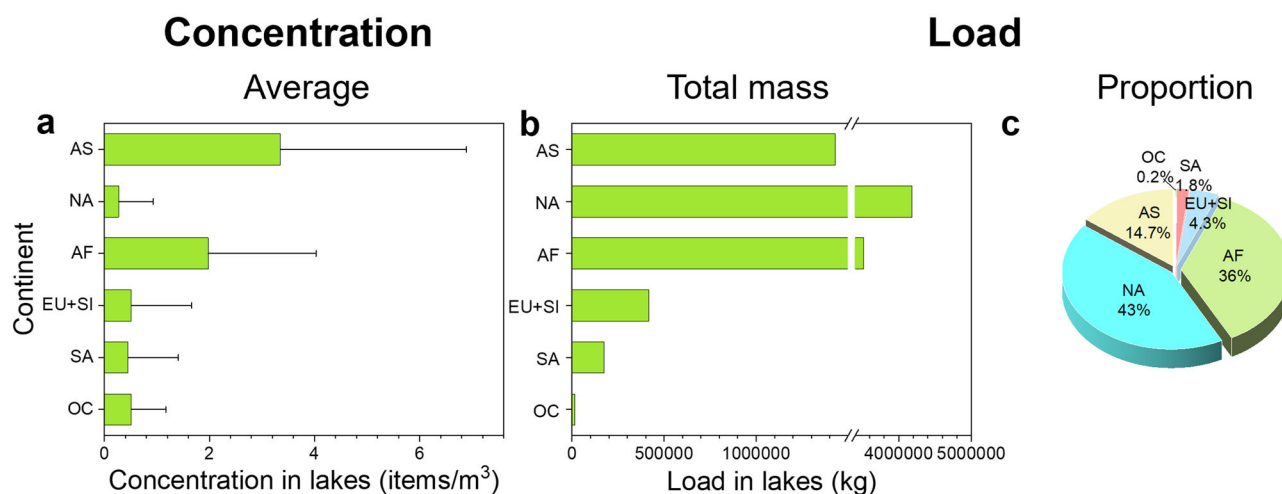 Concentration
Load
Average
Total mass
Proportion
a
Continent
AS
NA
AF
EU+SI
SA
OC
0
2
4
6
Concentration in lakes (items/m³)
b
AS
NA
AF
EU+SI
SA
OC
0
500000
1000000
4000000
5000000
Load in lakes (kg)
c
OC
0.2%
SA
1.8%
EU+SI
4.3%
AS
14.7%
AF
36%
NA
43%